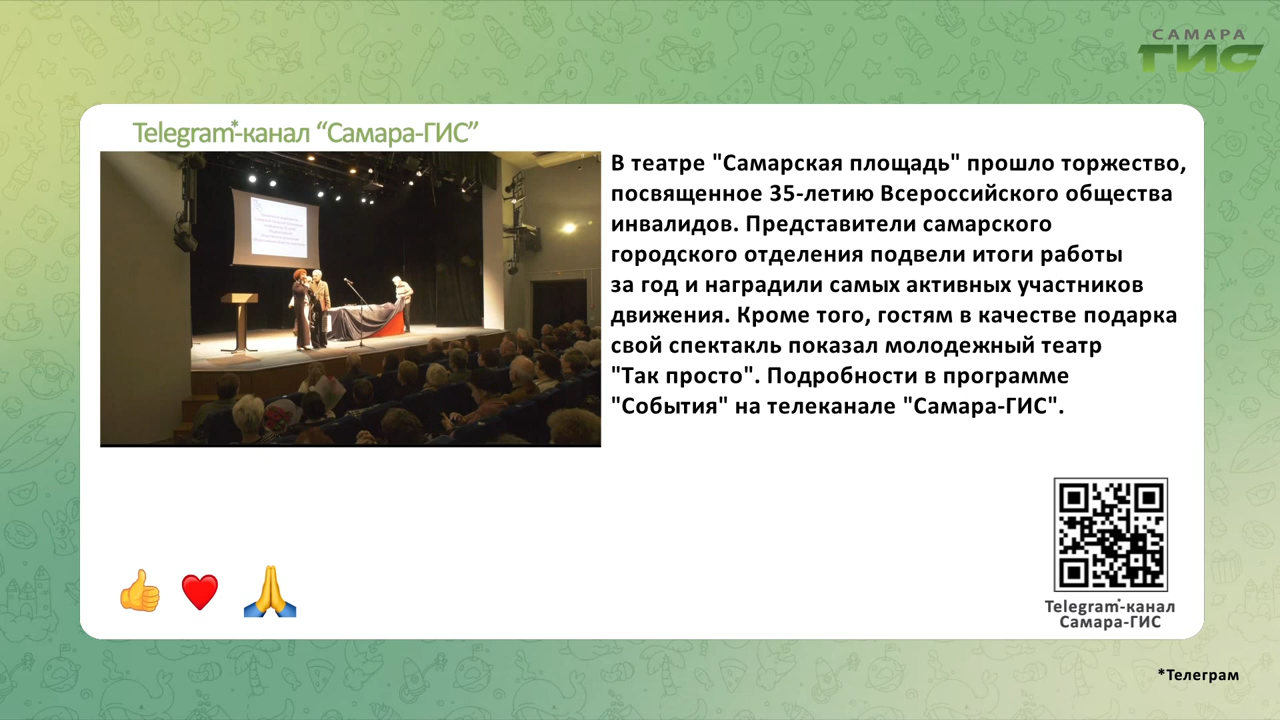 САМАРА
ГИС
Telegram*-канал “Самара-ГИС”
В театре "Самарская площадь" прошло торжество,
посвященное 35-летию Всероссийского общества
инвалидов. Представители самарского
городского отделения подвели итоги работы
за год и наградили самых активных участников
движения. Кроме того, гостям в качестве подарка
свой спектакль показал молодежный театр
"Так просто". Подробности в программе
"События" на телеканале "Самара-ГИС".
Telegram*-канал
Самара-ГИС
*Телеграм